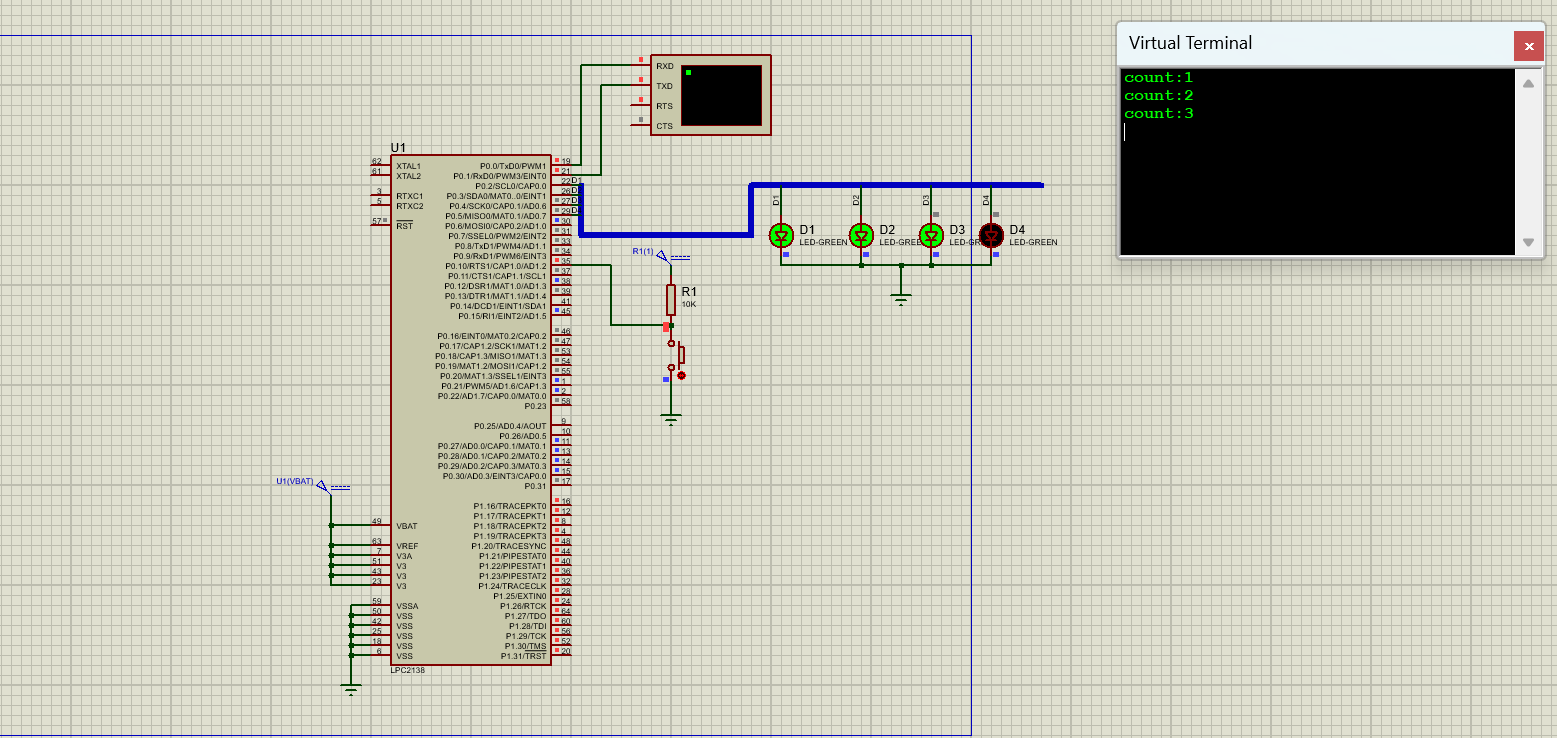 Virtual Terminal
count:1
count:2
count:3
RXD
TXD
RTS
CTS
U1
62 XTAL1
61 XTAL2
3 RTXC1
5 RTXC2
57 RST
49 VBAT
63 VREF
7 V3A
51 V3
43 V3
23 V3
59 VSSA
50 VSS
42 VSS
25 VSS
18 VSS
6 VSS
P0.0/TxD0/PWM1 19
P0.1/RxD0/PWM3/EINT0 21
P0.2/SCL0/CAP0.0 22 D1
P0.3/SDA0/MAT0..0/EINT1 26
P0.4/SCK0/CAP0.1/AD0.6 27
P0.5/MISO0/MAT0.1/AD0.7 29
P0.6/MOSI0/CAP0.2/AD1.0 30
P0.7/SSEL0/PWM2/EINT2 31
P0.8/TxD1/PWM4/AD1.1 33
P0.9/RxD1/PWM6/EINT3 34
P0.10/RTS1/CAP1.0/AD1.2 35
P0.11/CTS1/CAP1.1/SCL1 37
P0.12/DSR1/MAT1.0/AD1.3 38
P0.13/DTR1/MAT1.1/AD1.4 39
P0.14/DCD1/EINT1/SDA1 41
P0.15/RI1/EINT2/AD1.5 45
P0.16/EINT0/MAT0.2/CAP0.2 46
P0.17/CAP1.2/SCK1/MAT1.2 47
P0.18/CAP1.3/MISO1/MAT1.3 53
P0.19/MAT1.2/MOSI1/CAP1.2 54
P0.20/MAT1.3/SSEL1/EINT3 55
P0.21/PWM5/AD1.6/CAP1.3 1
P0.22/AD1.7/CAP0.0/MAT0.0 2
P0.23 58
P0.25/AD0.4/AOUT 9
P0.26/AD0.5 10
P0.27/AD0.0/CAP0.1/MAT0.1 11
P0.28/AD0.1/CAP0.2/MAT0.2 13
P0.29/AD0.2/CAP0.3/MAT0.3 14
P0.30/AD0.3/EINT3/CAP0.0 15
P0.31 17
P1.16/TRACEPKT0 16
P1.17/TRACEPKT1 12
P1.18/TRACEPKT2 8
P1.19/TRACEPKT3 4
P1.20/TRACESYNC 48
P1.21/PIPESTAT0 44
P1.22/PIPESTAT1 40
P1.23/PIPESTAT2 36
P1.24/TRACECLK 32
P1.25/EXTIN0 28
P1.26/RTCK 24
P1.27/TDO 64
P1.28/TDI 60
P1.29/TCK 56
P1.30/TMS 52
P1.31/TRST 20
LPC2138
U1(VBAT)
R1(1)
R1
10K
D1
D2
D3
D4
D1
LED-GREEN
D2
LED-GREE
D3
LED-GR
D4
LED-GREEN